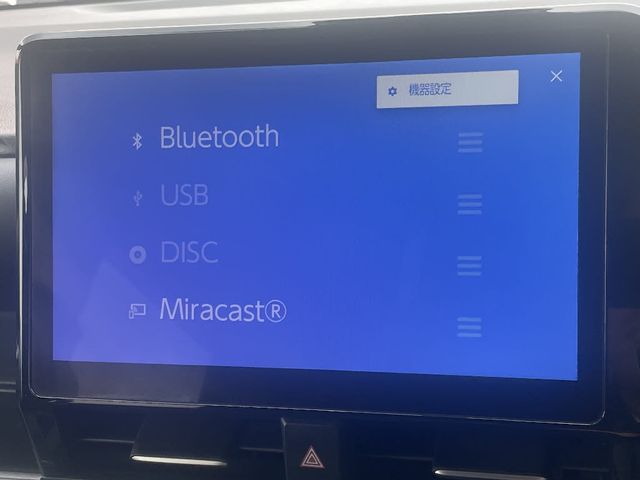 機器設定
Bluetooth
USB
DISC
Miracast®